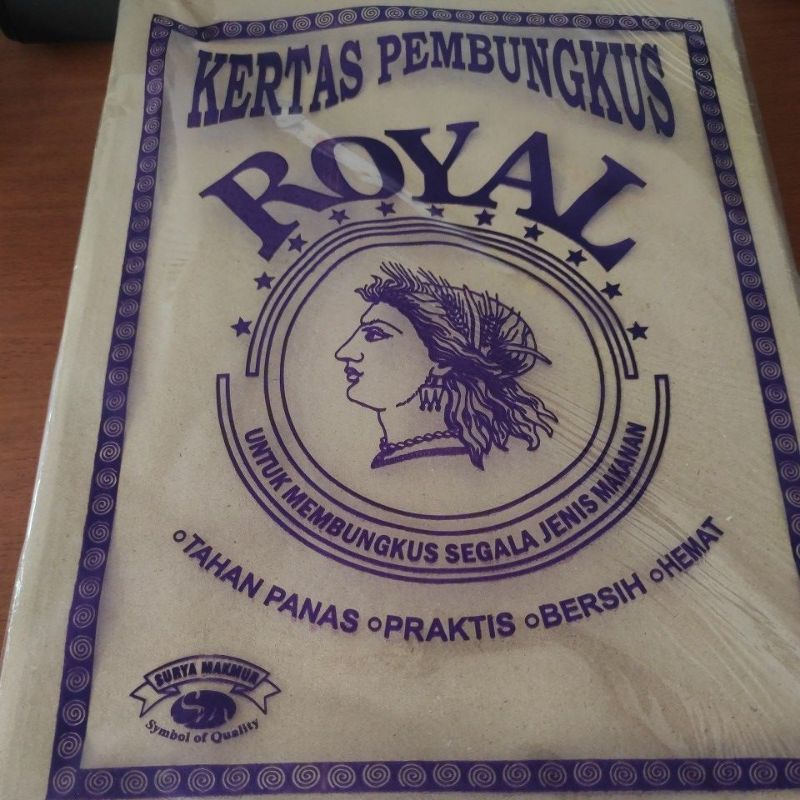 KERTAS PEMBUNGKUS
ROYAL
UNTUK MEMBUNGKUS SEGALA JENIS MAKANAN
∘TAHAN PANAS ∘PRAKTIS ∘BERSIH ∘HEMAT
SURYA MAKMUR
Symbol of Quality